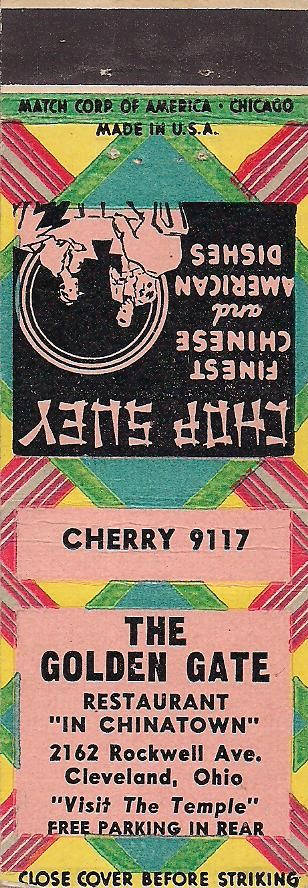 MATCH CORP. OF AMERICA · CHICAGO
MADE IN U.S.A.
CHOP SUEY
FINEST
CHINESE
and
AMERICAN
DISHES
CHERRY 9117
THE
GOLDEN GATE
RESTAURANT
"IN CHINATOWN"
2162 Rockwell Ave.
Cleveland, Ohio
"Visit The Temple"
FREE PARKING IN REAR
CLOSE COVER BEFORE STRIKING